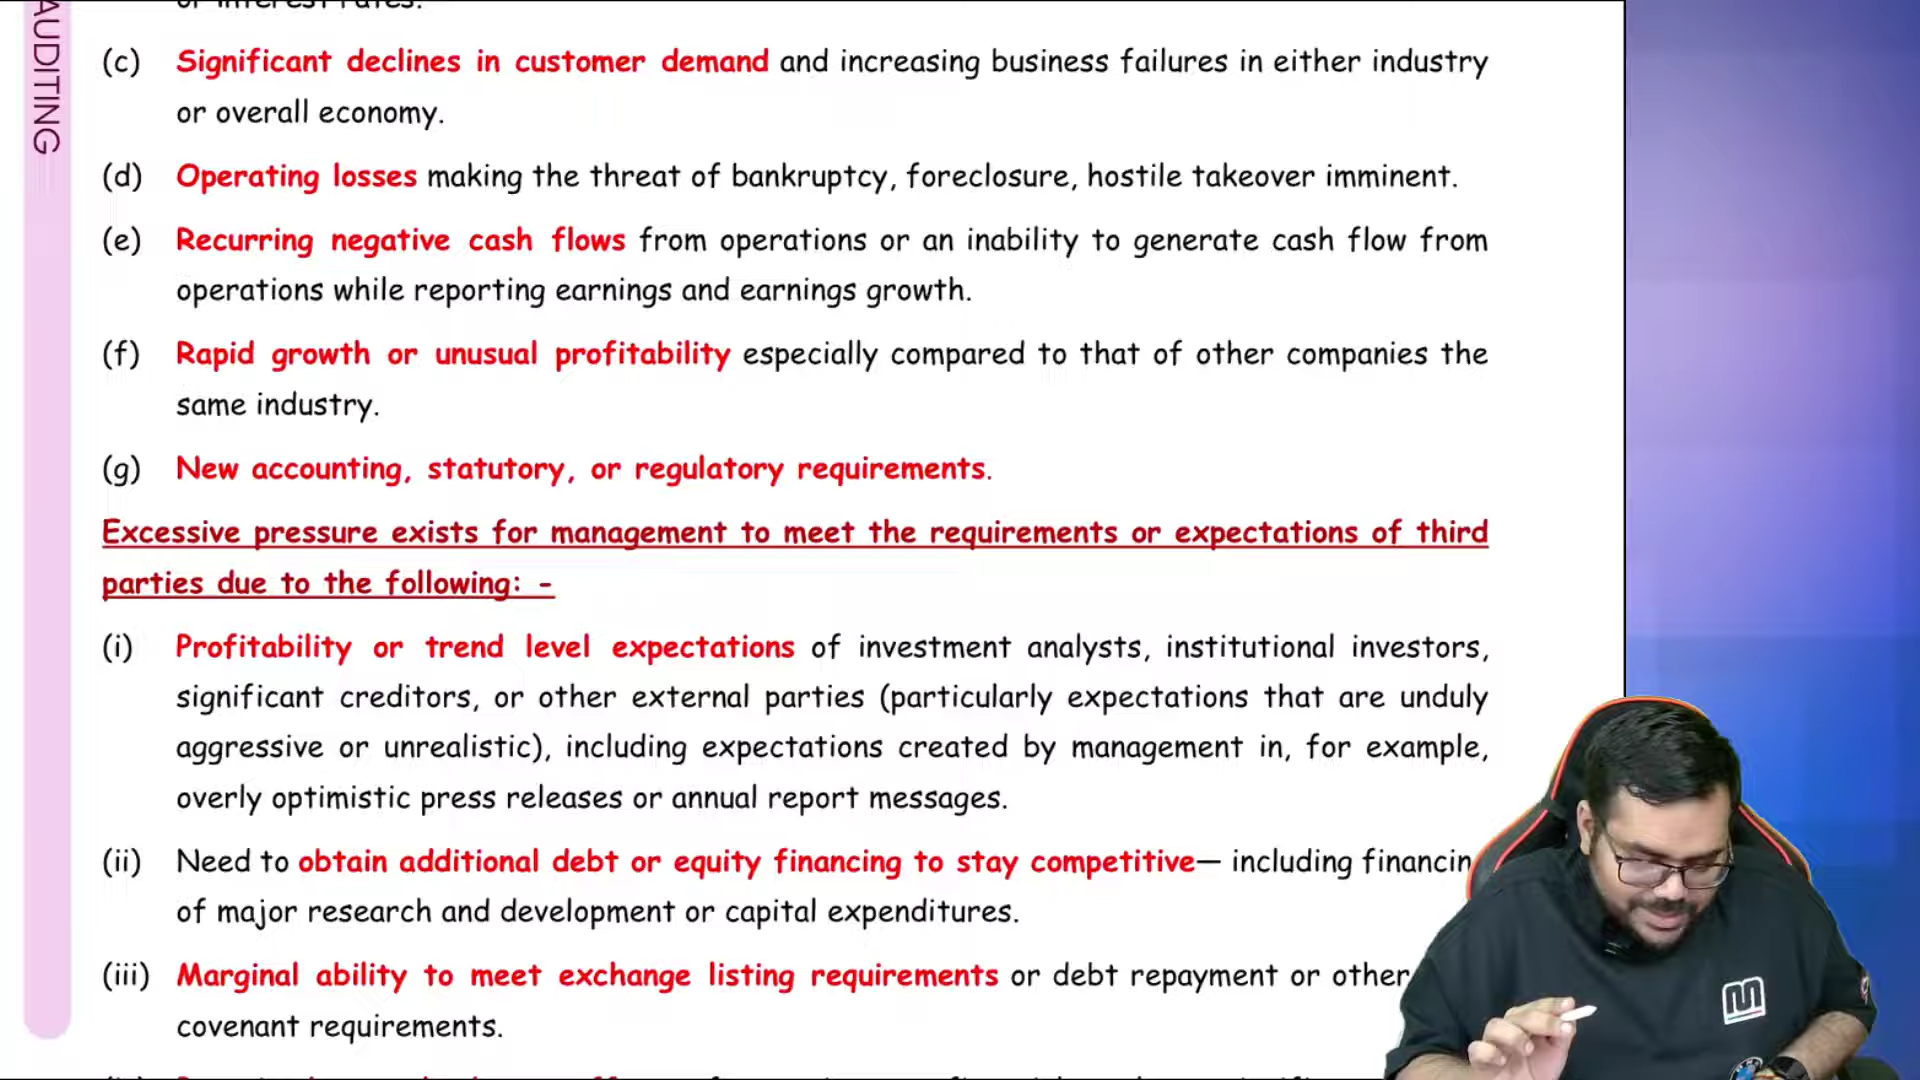 AUDITING
or interest rates.
(c) Significant declines in customer demand and increasing business failures in either industry
or overall economy.
(d) Operating losses making the threat of bankruptcy, foreclosure, hostile takeover imminent.
(e) Recurring negative cash flows from operations or an inability to generate cash flow from
operations while reporting earnings and earnings growth.
(f) Rapid growth or unusual profitability especially compared to that of other companies the
same industry.
(g) New accounting, statutory, or regulatory requirements.
Excessive pressure exists for management to meet the requirements or expectations of third
parties due to the following: -
(i) Profitability or trend level expectations of investment analysts, institutional investors,
significant creditors, or other external parties (particularly expectations that are unduly
aggressive or unrealistic), including expectations created by management in, for example,
overly optimistic press releases or annual report messages.
(ii) Need to obtain additional debt or equity financing to stay competitive— including financin
of major research and development or capital expenditures.
(iii) Marginal ability to meet exchange listing requirements or debt repayment or other
covenant requirements.